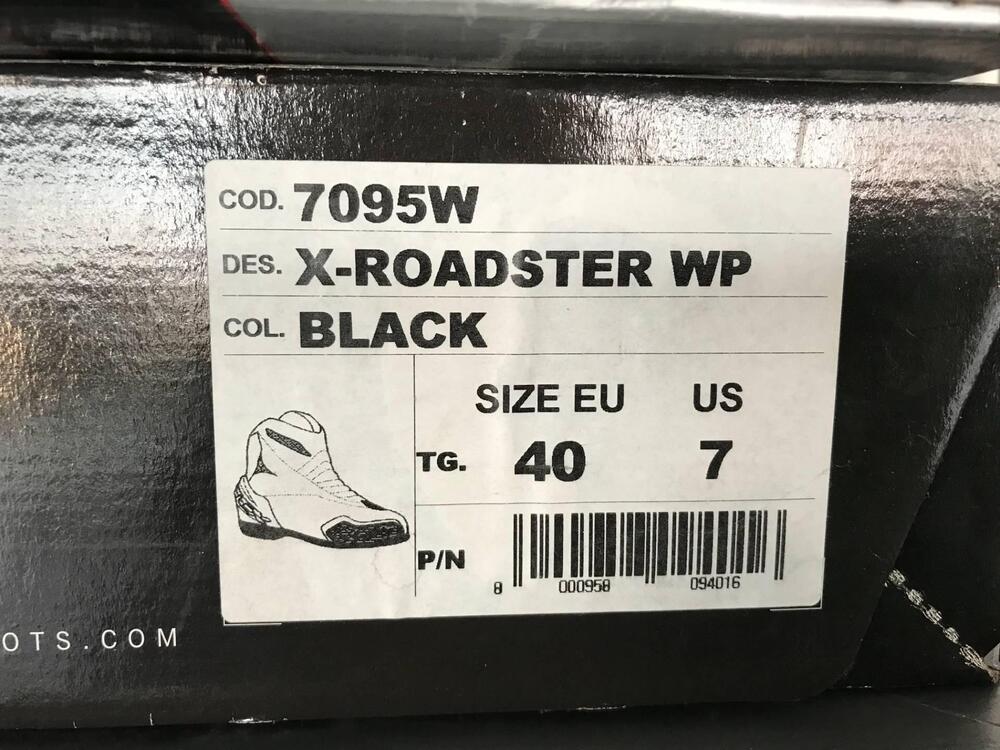 COD. 7095W
DES. X-ROADSTER WP
COL. BLACK
SIZE EU US
TG. 40 7
P/N
8 000958 094016
OTS.COM